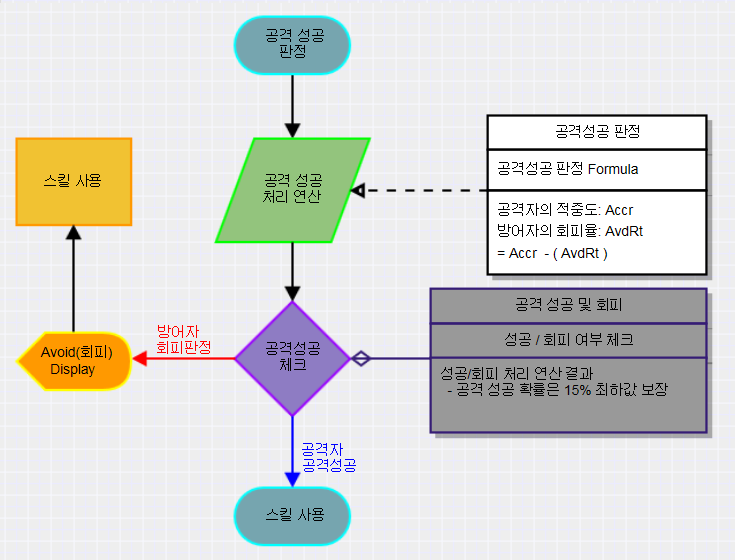 공격 성공
판정
공격성공 판정
스킬 사용
공격 성공
처리 연산
공격성공 판정 Formula
공격자의 적중도: Accr
방어자의 회피율: AvdRt
= Accr - ( AvdRt )
공격 성공 및 회피
방어자
회피판정
성공 / 회피 여부 체크
Avoid(회피)
Display
공격성공
체크
성공/회피 처리 연산 결과
- 공격 성공 확률은 15% 최하값 보장
공격자
공격성공
스킬 사용